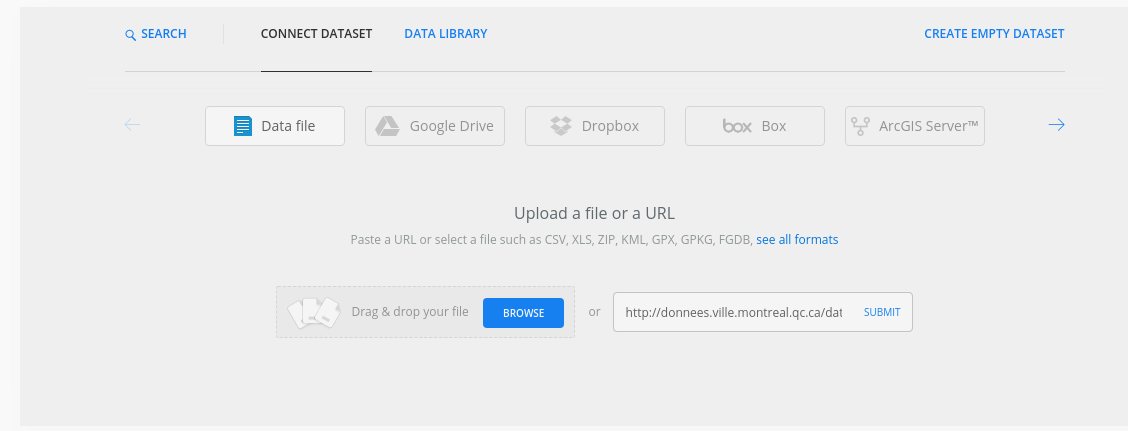 SEARCH
CONNECT DATASET
DATA LIBRARY
CREATE EMPTY DATASET
Data file
Google Drive
Dropbox
box Box
ArcGIS Server™
Upload a file or a URL
Paste a URL or select a file such as CSV, XLS, ZIP, KML, GPX, GPKG, FGDB, see all formats
Drag & drop your file
BROWSE
or
http://donnees.ville.montreal.qc.ca/dat
SUBMIT